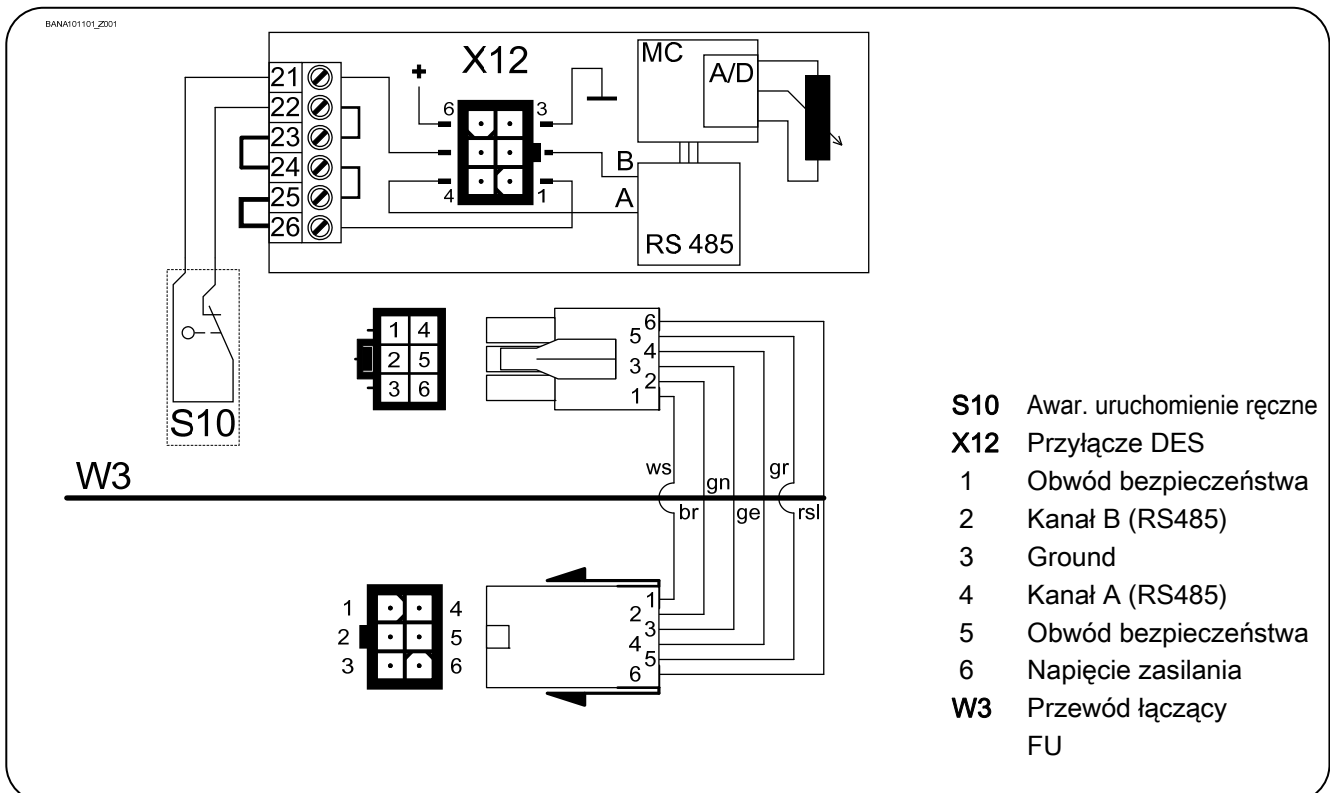 BANA101101_Z001
X12
MC
A/D
21
22
23
24
25
26
+
6
3
4
1
B
A
RS 485
S10
1 4
2 5
3 6
6
5
4
3
2
1
W3
ws
gr
gn
br
ge
rsl
1 4
2 5
3 6
1
2
3
4
5
6
S10 Awar. uruchomienie ręczne
X12 Przyłącze DES
1 Obwód bezpieczeństwa
2 Kanał B (RS485)
3 Ground
4 Kanał A (RS485)
5 Obwód bezpieczeństwa
6 Napięcie zasilania
W3 Przewód łączący
FU